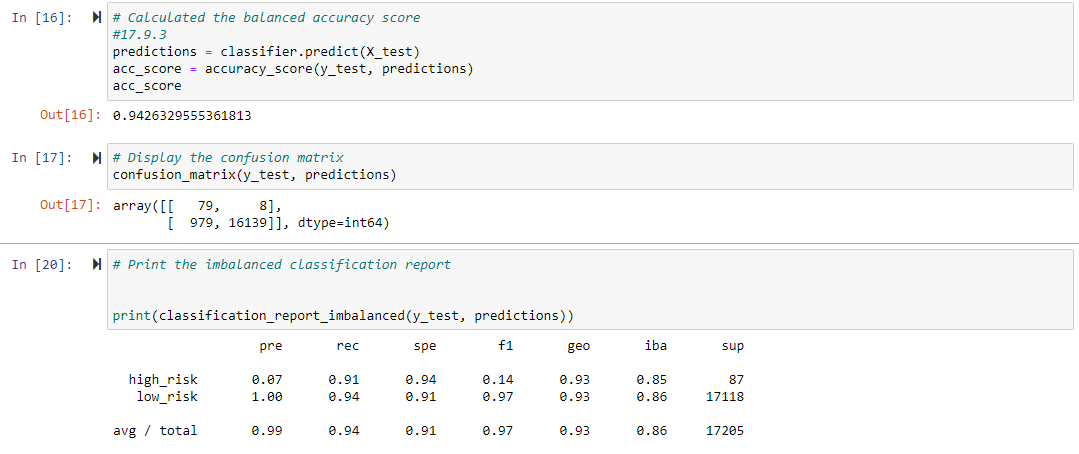 In [16]: # Calculated the balanced accuracy score
#17.9.3
predictions = classifier.predict(X_test)
acc_score = accuracy_score(y_test, predictions)
acc_score
Out[16]: 0.9426329555361813
In [17]: # Display the confusion matrix
confusion_matrix(y_test, predictions)
Out[17]: array([[   79,     8],
       [  979, 16139]], dtype=int64)
In [20]: # Print the imbalanced classification report
print(classification_report_imbalanced(y_test, predictions))
pre rec spe f1 geo iba sup
high_risk 0.07 0.91 0.94 0.14 0.93 0.85 87
low_risk 1.00 0.94 0.91 0.97 0.93 0.86 17118
avg / total 0.99 0.94 0.91 0.97 0.93 0.86 17205